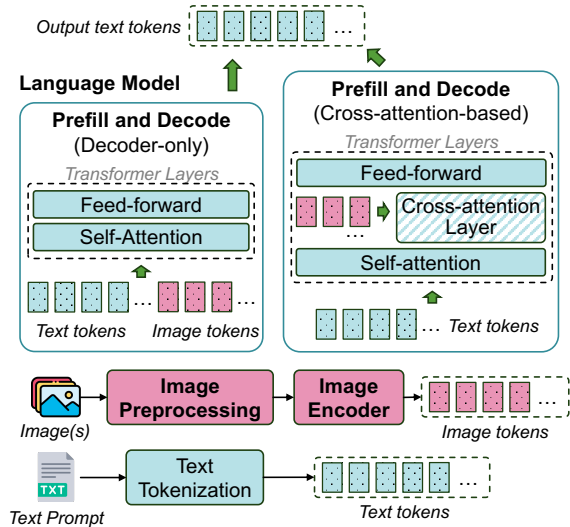 Output text tokens
...
Language Model
Prefill and Decode
(Decoder-only)
Transformer Layers
Feed-forward
Self-Attention
... ...
Text tokens Image tokens
Prefill and Decode
(Cross-attention-based)
Transformer Layers
Feed-forward
...
Cross-attention
Layer
Self-attention
... Text tokens
Image(s)
Image
Preprocessing
Image
Encoder
...
Image tokens
TXT
Text Prompt
Text
Tokenization
...
Text tokens